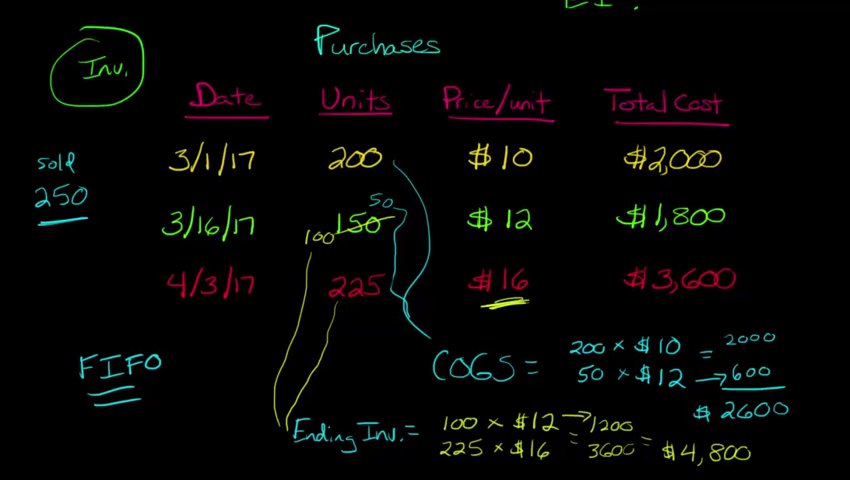 Purchases
Inv.
Date Units Price/unit Total Cost
3/1/17 200 $10 $2,000
sold
250
50
3/16/17 150 $12 $1,800
100
4/3/17 225 $16 $3,600
FIFO
COGS = 200 × $10 = 2000
50 × $12 → 600
$2600
Ending Inv. = 100 × $12 → 1200
225 × $16 = 3600 = $4,800